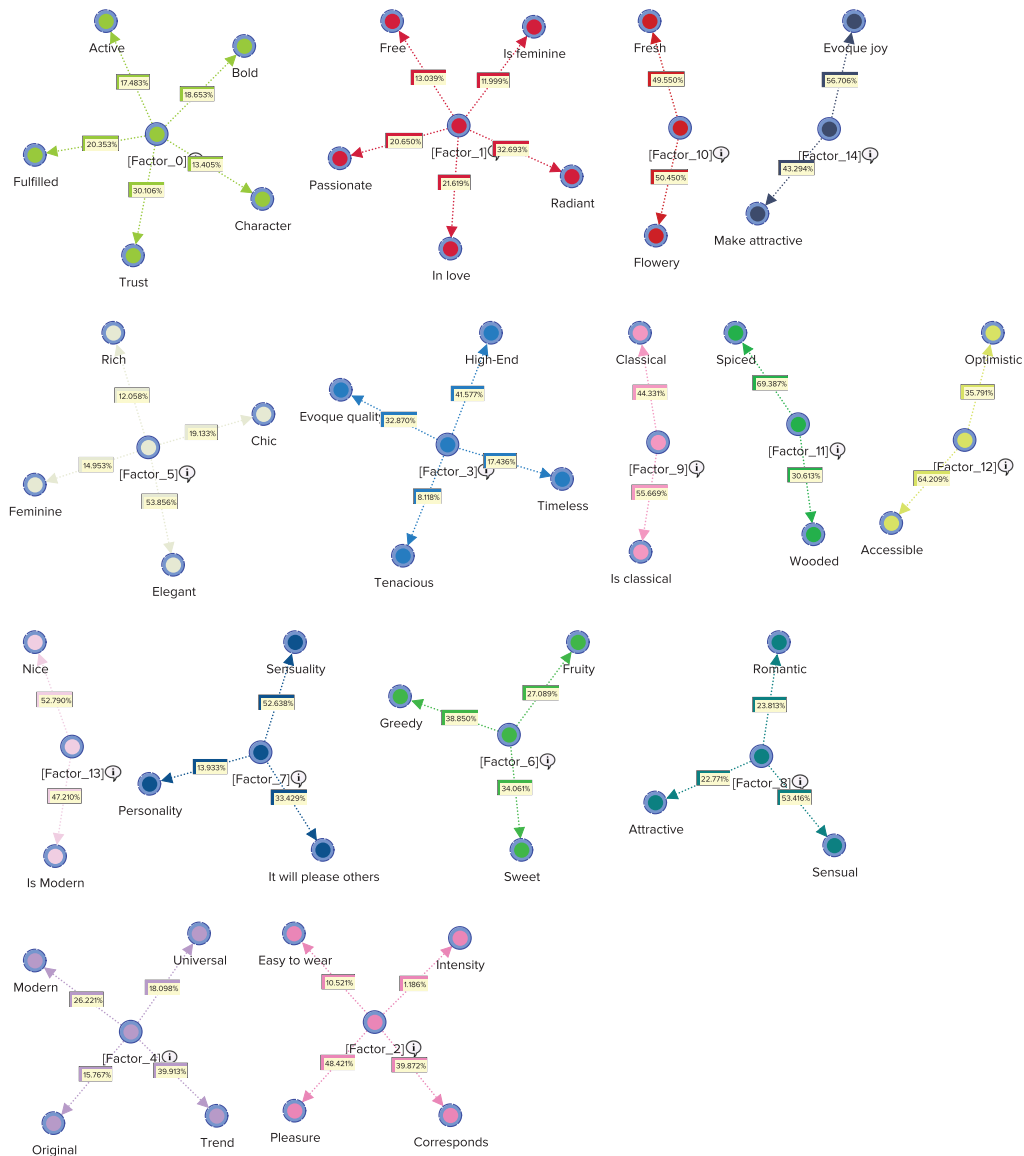 Active
Bold
17.483%
18.653%
20.353%
[Factor_0]
13.405%
Fulfilled
30.106%
Character
Trust
Free
Is feminine
13.039%
11.999%
20.650%
[Factor_1]
32.693%
Passionate
21.619%
Radiant
In love
Fresh
49.550%
[Factor_10]
50.450%
Flowery
Evoque joy
56.706%
[Factor_14]
43.294%
Make attractive
Rich
12.058%
19.133%
Chic
14.953%
[Factor_5]
Feminine
53.856%
Elegant
High-End
41.577%
Evoque quality
32.870%
[Factor_3]
17.436%
8.118%
Timeless
Tenacious
Classical
44.331%
[Factor_9]
55.669%
Is classical
Spiced
69.387%
[Factor_11]
30.613%
Wooded
Optimistic
35.791%
[Factor_12]
64.209%
Accessible
Nice
52.790%
[Factor_13]
47.210%
Is Modern
Sensuality
52.638%
13.933%
[Factor_7]
33.429%
Personality
It will please others
Fruity
27.089%
Greedy
38.850%
[Factor_6]
34.061%
Sweet
Romantic
23.813%
22.771%
[Factor_8]
53.416%
Attractive
Sensual
Universal
Modern
26.221%
18.098%
[Factor_4]
15.767%
39.913%
Original
Trend
Easy to wear
Intensity
10.521%
1.186%
[Factor_2]
48.421%
39.872%
Pleasure
Corresponds